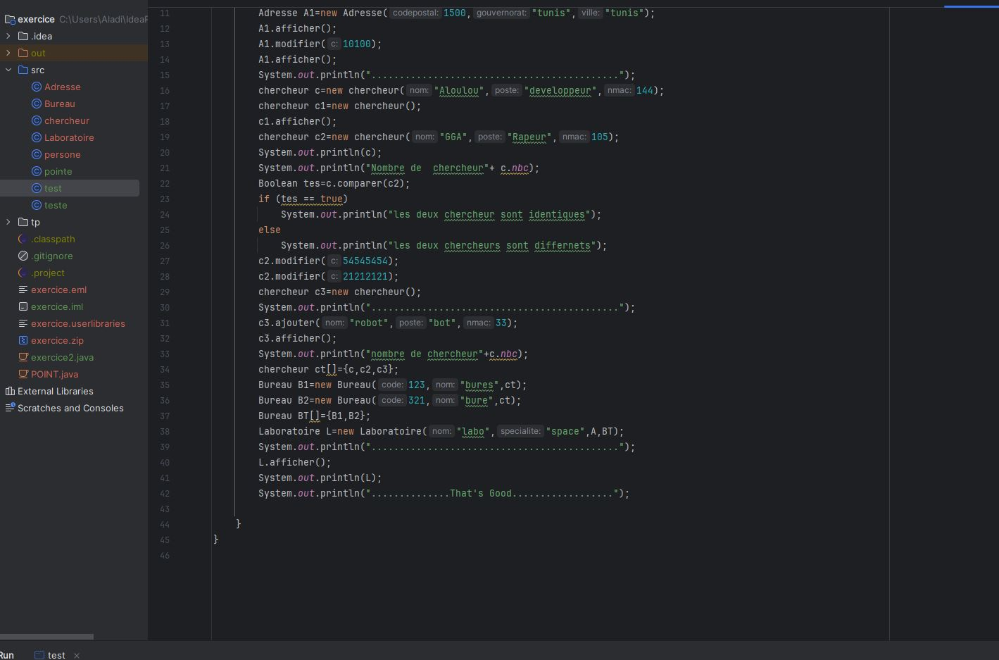 exercice C:\Users\Aladi\IdeaP
.idea
out
src
Adresse
Bureau
chercheur
Laboratoire
persone
pointe
test
teste
tp
.classpath
.gitignore
.project
exercice.eml
exercice.iml
exercice.userlibraries
exercice.zip
exercice2.java
POINT.java
External Libraries
Scratches and Consoles
11 Adresse A1=new Adresse( codepostal: 1500, gouvernorat: "tunis", ville: "tunis");
12 A1.afficher();
13 A1.modifier( c: 10100);
14 A1.afficher();
15 System.out.println("............................................");
16 chercheur c=new chercheur( nom: "Aloulou", poste: "developpeur", nmac: 144);
17 chercheur c1=new chercheur();
18 c1.afficher();
19 chercheur c2=new chercheur( nom: "GGA", poste: "Rapeur", nmac: 105);
20 System.out.println(c);
21 System.out.println("Nombre de  chercheur"+ c.nbc);
22 Boolean tes=c.comparer(c2);
23 if (tes == true)
24 System.out.println("les deux chercheur sont identiques");
25 else
26 System.out.println("les deux chercheurs sont differnets");
27 c2.modifier( c: 54545454);
28 c2.modifier( c: 21212121);
29 chercheur c3=new chercheur();
30 System.out.println("............................................");
31 c3.ajouter( nom: "robot", poste: "bot", nmac: 33);
32 c3.afficher();
33 System.out.println("nombre de chercheur"+c.nbc);
34 chercheur ct[]={c,c2,c3};
35 Bureau B1=new Bureau( code: 123, nom: "bures",ct);
36 Bureau B2=new Bureau( code: 321, nom: "bure",ct);
37 Bureau BT[]={B1,B2};
38 Laboratoire L=new Laboratoire( nom: "labo", specialite: "space",A,BT);
39 System.out.println("............................................");
40 L.afficher();
41 System.out.println(L);
42 System.out.println("..............That's Good..................");
43
44 }
45 }
46
Run test ×